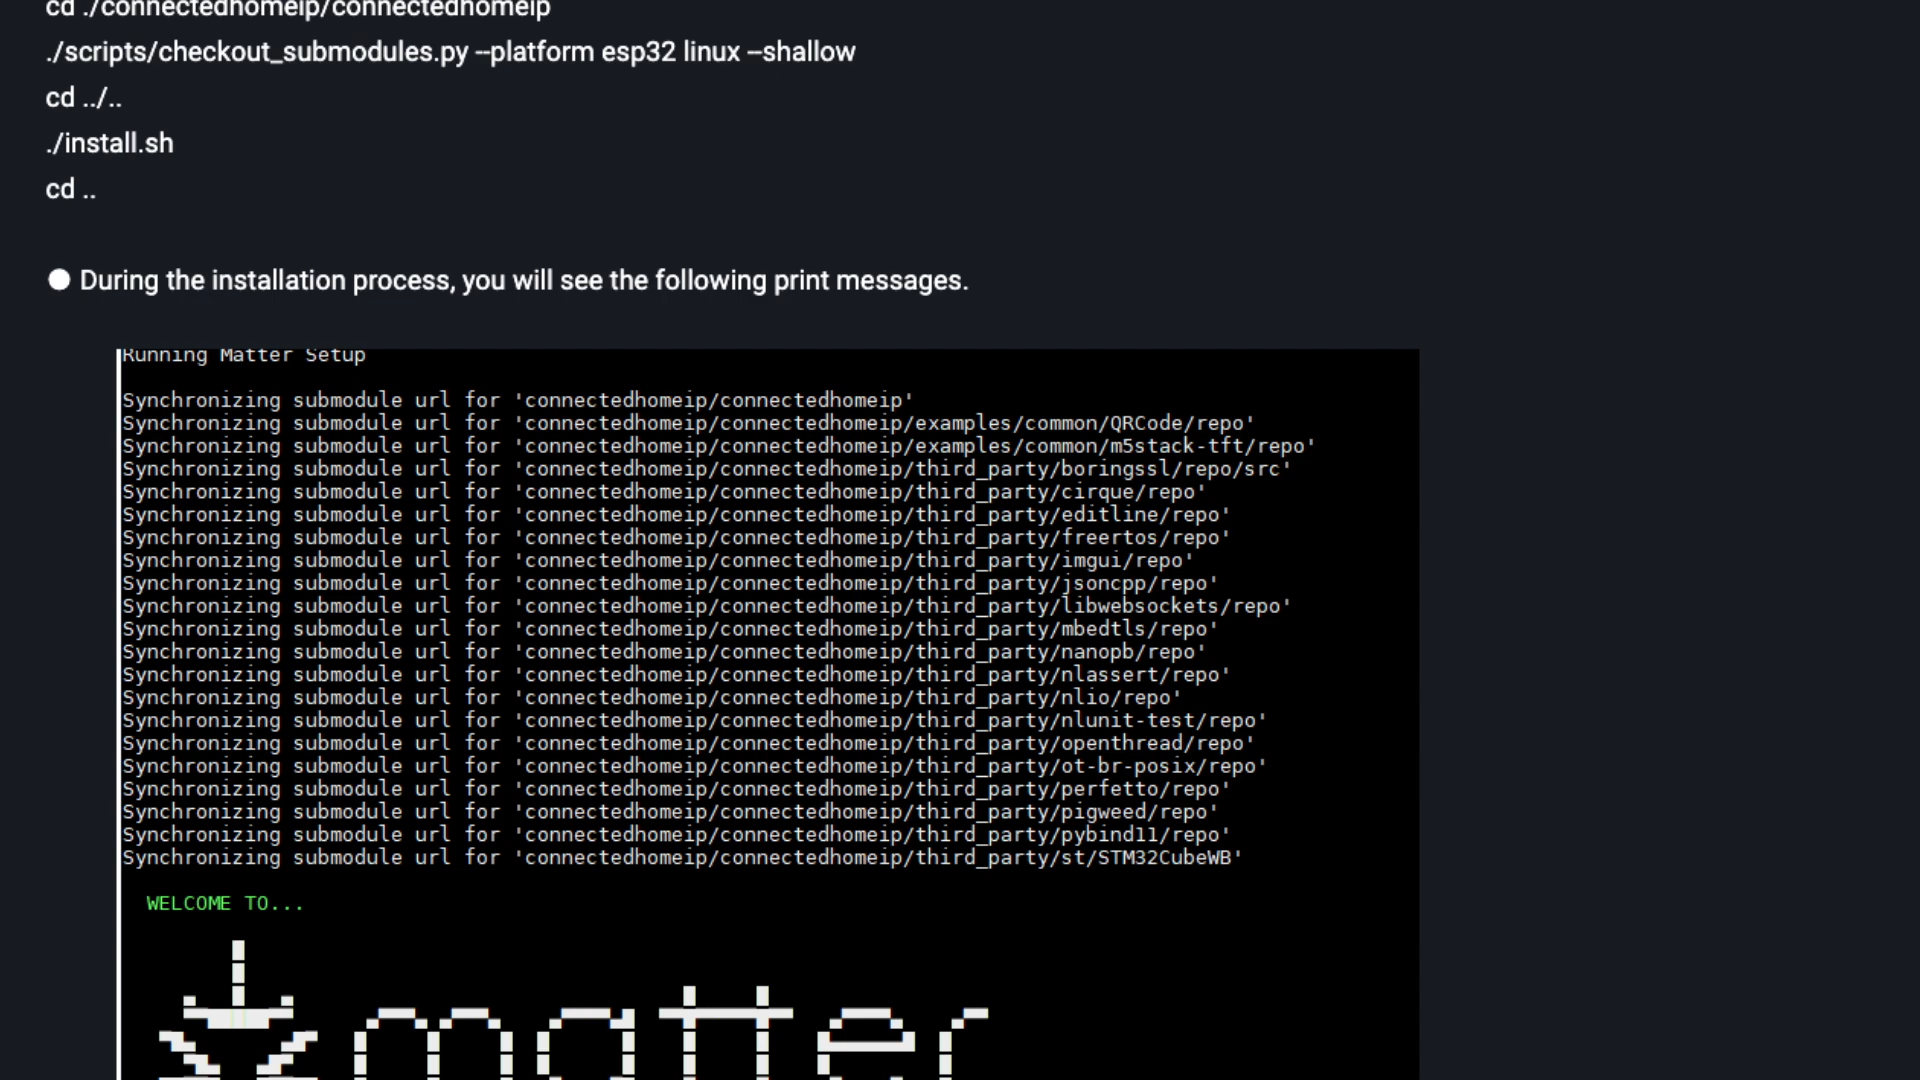 cd ./connectedhomeip/connectedhomeip
./scripts/checkout_submodules.py --platform esp32 linux --shallow
cd ../..
./install.sh
cd ..
● During the installation process, you will see the following print messages.
Running Matter Setup
Synchronizing submodule url for 'connectedhomeip/connectedhomeip'
Synchronizing submodule url for 'connectedhomeip/connectedhomeip/examples/common/QRCode/repo'
Synchronizing submodule url for 'connectedhomeip/connectedhomeip/examples/common/m5stack-tft/repo'
Synchronizing submodule url for 'connectedhomeip/connectedhomeip/third_party/boringssl/repo/src'
Synchronizing submodule url for 'connectedhomeip/connectedhomeip/third_party/cirque/repo'
Synchronizing submodule url for 'connectedhomeip/connectedhomeip/third_party/editline/repo'
Synchronizing submodule url for 'connectedhomeip/connectedhomeip/third_party/freertos/repo'
Synchronizing submodule url for 'connectedhomeip/connectedhomeip/third_party/imgui/repo'
Synchronizing submodule url for 'connectedhomeip/connectedhomeip/third_party/jsoncpp/repo'
Synchronizing submodule url for 'connectedhomeip/connectedhomeip/third_party/libwebsockets/repo'
Synchronizing submodule url for 'connectedhomeip/connectedhomeip/third_party/mbedtls/repo'
Synchronizing submodule url for 'connectedhomeip/connectedhomeip/third_party/nanopb/repo'
Synchronizing submodule url for 'connectedhomeip/connectedhomeip/third_party/nlassert/repo'
Synchronizing submodule url for 'connectedhomeip/connectedhomeip/third_party/nlio/repo'
Synchronizing submodule url for 'connectedhomeip/connectedhomeip/third_party/nlunit-test/repo'
Synchronizing submodule url for 'connectedhomeip/connectedhomeip/third_party/openthread/repo'
Synchronizing submodule url for 'connectedhomeip/connectedhomeip/third_party/ot-br-posix/repo'
Synchronizing submodule url for 'connectedhomeip/connectedhomeip/third_party/perfetto/repo'
Synchronizing submodule url for 'connectedhomeip/connectedhomeip/third_party/pigweed/repo'
Synchronizing submodule url for 'connectedhomeip/connectedhomeip/third_party/pybind11/repo'
Synchronizing submodule url for 'connectedhomeip/connectedhomeip/third_party/st/STM32CubeWB'
WELCOME TO...
matter